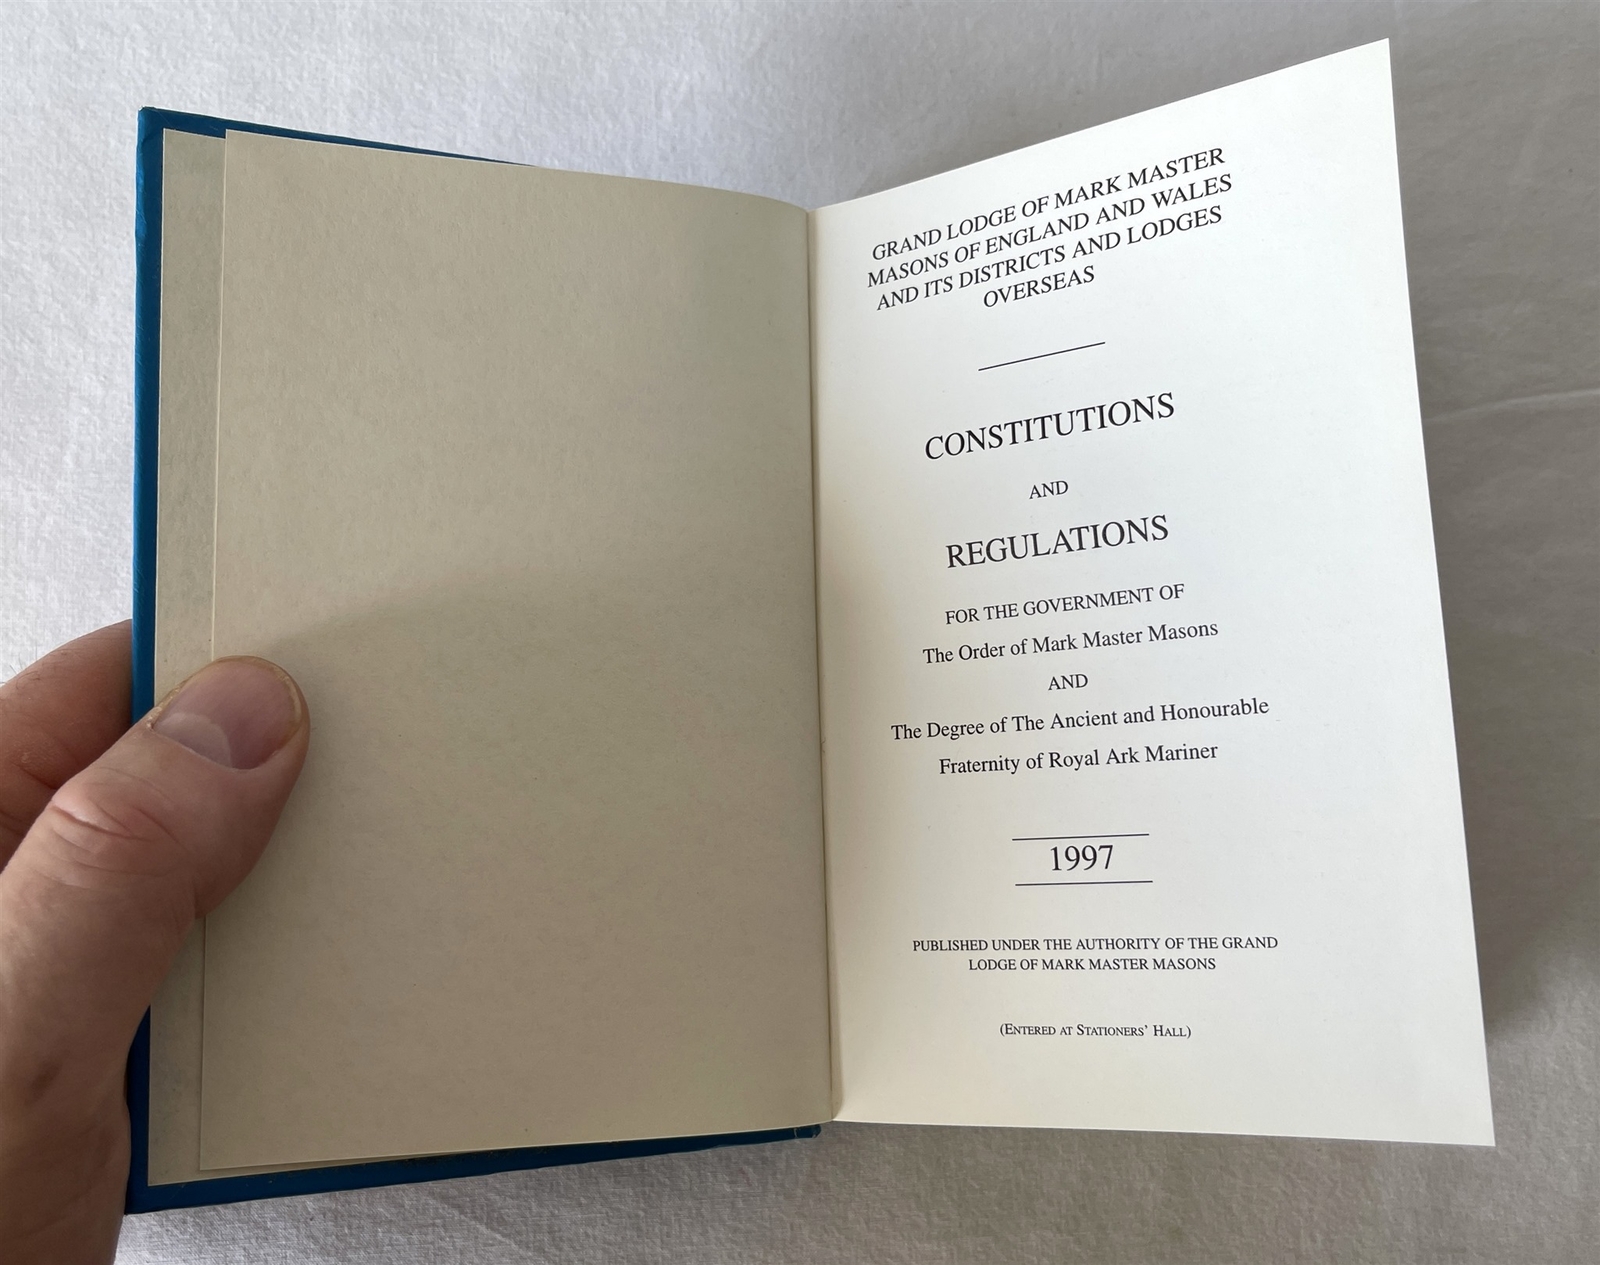 GRAND LODGE OF MARK MASTER
MASONS OF ENGLAND AND WALES
AND ITS DISTRICTS AND LODGES
OVERSEAS
CONSTITUTIONS
AND
REGULATIONS
FOR THE GOVERNMENT OF
The Order of Mark Master Masons
AND
The Degree of The Ancient and Honourable
Fraternity of Royal Ark Mariner
1997
PUBLISHED UNDER THE AUTHORITY OF THE GRAND
LODGE OF MARK MASTER MASONS
(ENTERED AT STATIONERS' HALL)